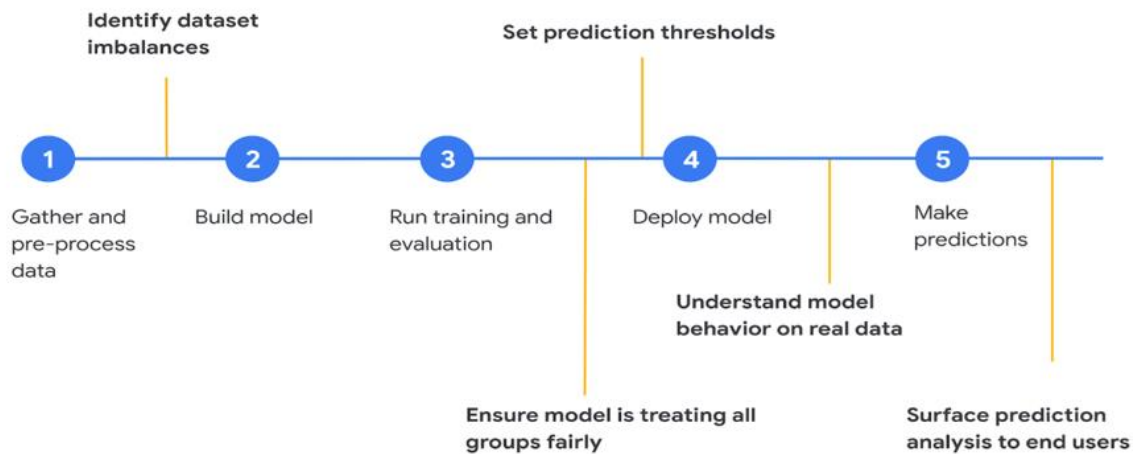 Identify dataset
imbalances
Set prediction thresholds
1
2
3
4
5
Gather and
pre-process
data
Build model
Run training and
evaluation
Deploy model
Make
predictions
Understand model
behavior on real data
Ensure model is treating all
groups fairly
Surface prediction
analysis to end users